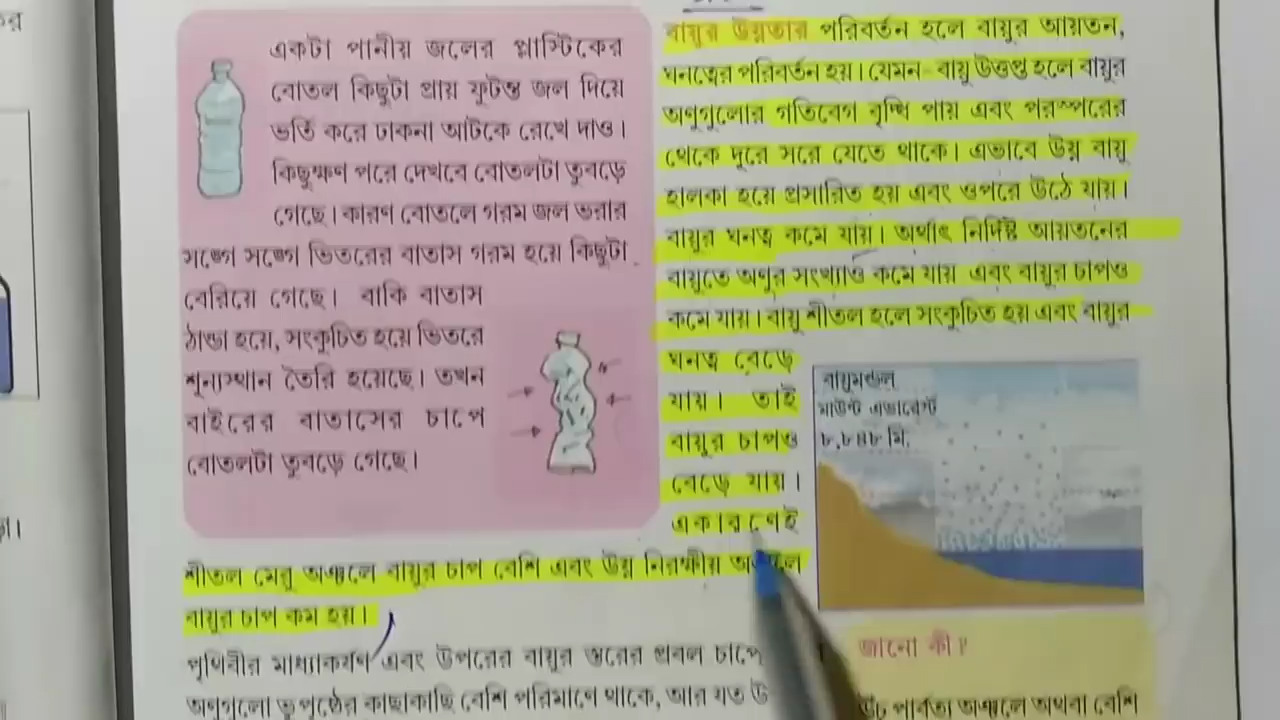 একটা পানীয় জলের প্লাস্টিকের
বোতল কিছুটা প্রায় ফুটন্ত জল দিয়ে
ভর্তি করে ঢাকনা আটকে রেখে দাও।
কিছুক্ষণ পরে দেখবে বোতলটা তুবড়ে
গেছে। কারণ বোতলে গরম জল ভরার
সঙ্গে সঙ্গে ভিতরের বাতাস গরম হয়ে কিছুটা
বেরিয়ে গেছে। বাকি বাতাস
ঠান্ডা হয়ে, সংকুচিত হয়ে ভিতরে
শূন্যস্থান তৈরি হয়েছে। তখন
বাইরের বাতাসের চাপে
বোতলটা তুবড়ে গেছে।
বায়ুর উষ্ণতার পরিবর্তন হলে বায়ুর আয়তন,
ঘনত্বের পরিবর্তন হয়। যেমন- বায়ু উত্তপ্ত হলে বায়ুর
অণুগুলোর গতিবেগ বৃদ্ধি পায় এবং পরস্পরের
থেকে দূরে সরে যেতে থাকে। এভাবে উষ্ণ বায়ু
হালকা হয়ে প্রসারিত হয় এবং ওপরে উঠে যায়।
বায়ুর ঘনত্ব কমে যায়। অর্থাৎ নির্দিষ্ট আয়তনের
বায়ুতে অণুর সংখ্যাও কমে যায় এবং বায়ুর চাপও
কমে যায়। বায়ু শীতল হলে সংকুচিত হয় এবং বায়ুর
ঘনত্ব বেড়ে
যায়। তাই
বায়ুর চাপও
বেড়ে যায়।
একারণেই
শীতল মেরু অঞ্চলে বায়ুর চাপ বেশি এবং উষ্ণ নিরক্ষীয় অঞ্চলে
বায়ুর চাপ কম হয়।
বায়ুমণ্ডল
মাউন্ট এভারেস্ট
৮,৮৪৮ মি.
পৃথিবীর মাধ্যাকর্ষণ এবং উপরের বায়ুর স্তরের প্রবল চাপে
অণুগুলো ভূপৃষ্ঠের কাছাকাছি বেশি পরিমাণে থাকে, আর যত উ
জানো কী?
পার্বত্য অঞ্চলে অথবা বেশি